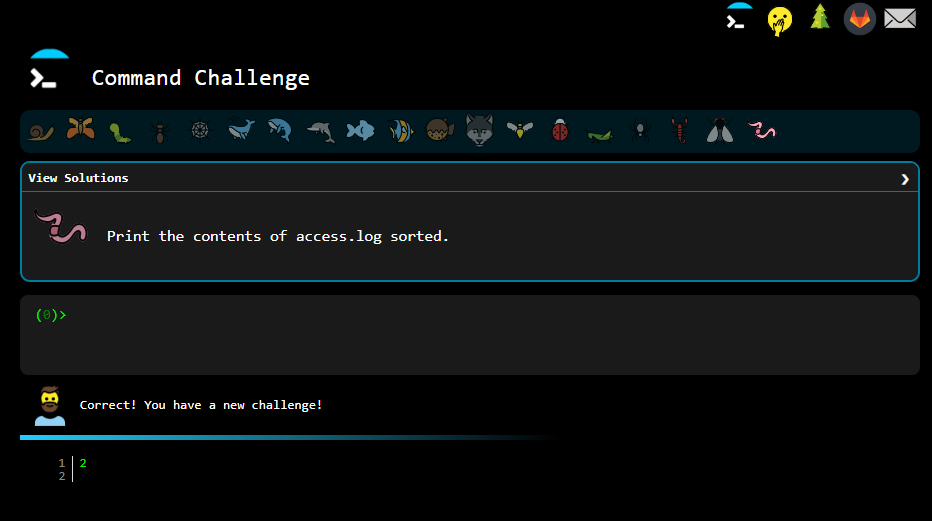 Command Challenge
View Solutions
Print the contents of access.log sorted.
(0)>
Correct! You have a new challenge!
1 2
2